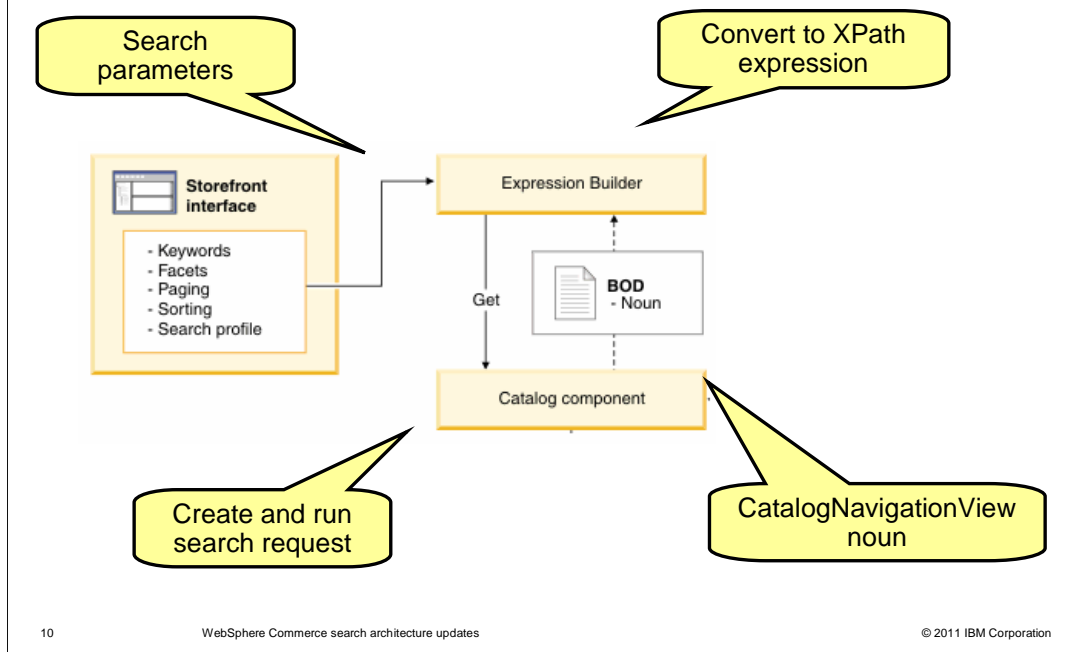 Search
parameters
Convert to XPath
expression
Storefront
interface
- Keywords
- Facets
- Paging
- Sorting
- Search profile
Expression Builder
Get
BOD
- Noun
Catalog component
Create and run
search request
CatalogNavigationView
noun
10
WebSphere Commerce search architecture updates
© 2011 IBM Corporation